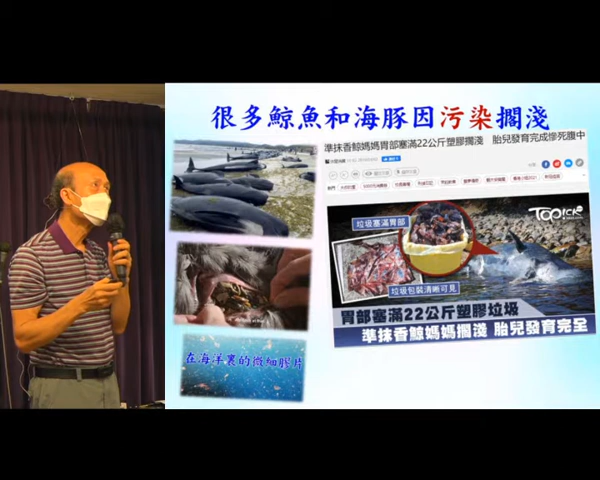 很多鯨魚和海豚因污染擱淺
準抹香鯨媽媽胃部塞滿22公斤塑膠擱淺 胎兒發育完成慘死腹中
垃圾塞滿胃部
TOPick
垃圾包裝清晰可見
胃部塞滿22公斤塑膠垃圾
準抹香鯨媽媽擱淺 胎兒發育完全
在海洋裏的微細膠片